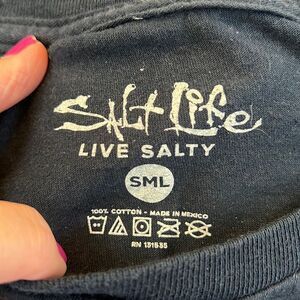 Salt Life
LIVE SALTY
SML
100% COTTON - MADE IN MEXICO
RN 131535